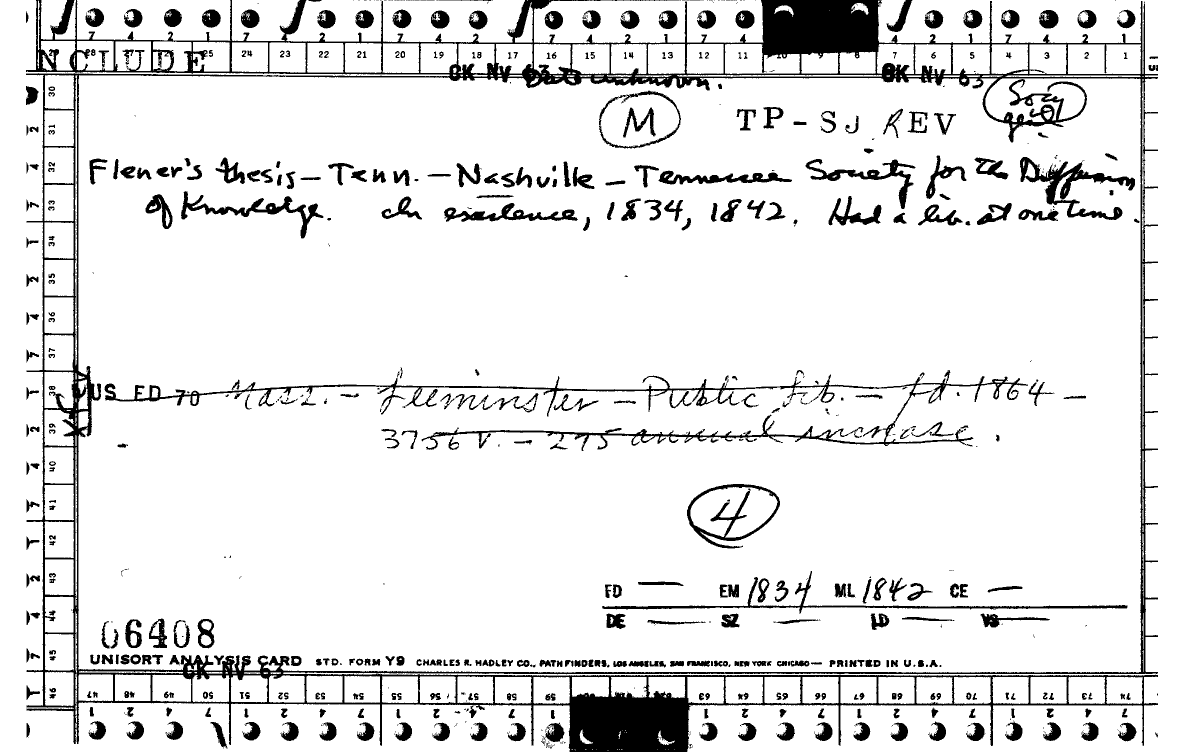 7 4 2 1 7 4 2 1 7 4 2 1 7 4 2 1 4 2 1 7 4 2 1
NCLUDE
29 28 27 26 25 24 23 22 21 20 19 18 17 16 15 14 13 12 11 10 9 8 7 6 5 4 3 2 1
CK NV 63 Date unknown. CK NV 63
M TP-SJ REV Socy
Flener's thesis – Tenn. – Nashville – Tennessee Society for the Diffusion
of Knowledge. In existence, 1834, 1842. Had a lib. at one time.
US ED 70 Mass. – Leeminster – Public Lib. – fd. 1864 –
3756 v. – 275 annual increase.
4
FD — EM 1834 ML 1842 CE —
DE — SZ — LD — VS —
06408
UNISORT ANALYSIS CARD STD. FORM Y9 CHARLES R. HADLEY CO., PATHFINDERS, LOS ANGELES, SAN FRANCISCO, NEW YORK CHICAGO — PRINTED IN U.S.A.
CK NV 63
30 31 32 33 34 35 36 37 38 39 40 41 42 43 44 45 46
47 48 49 50 51 52 53 54 55 56 57 58 59 60 63 64 65 66 67 68 69 70 71 72 73 74
1 2 4 7 1 2 4 7 1 2 4 7 1 2 4 7 1 2 4 7 1 2 4 7